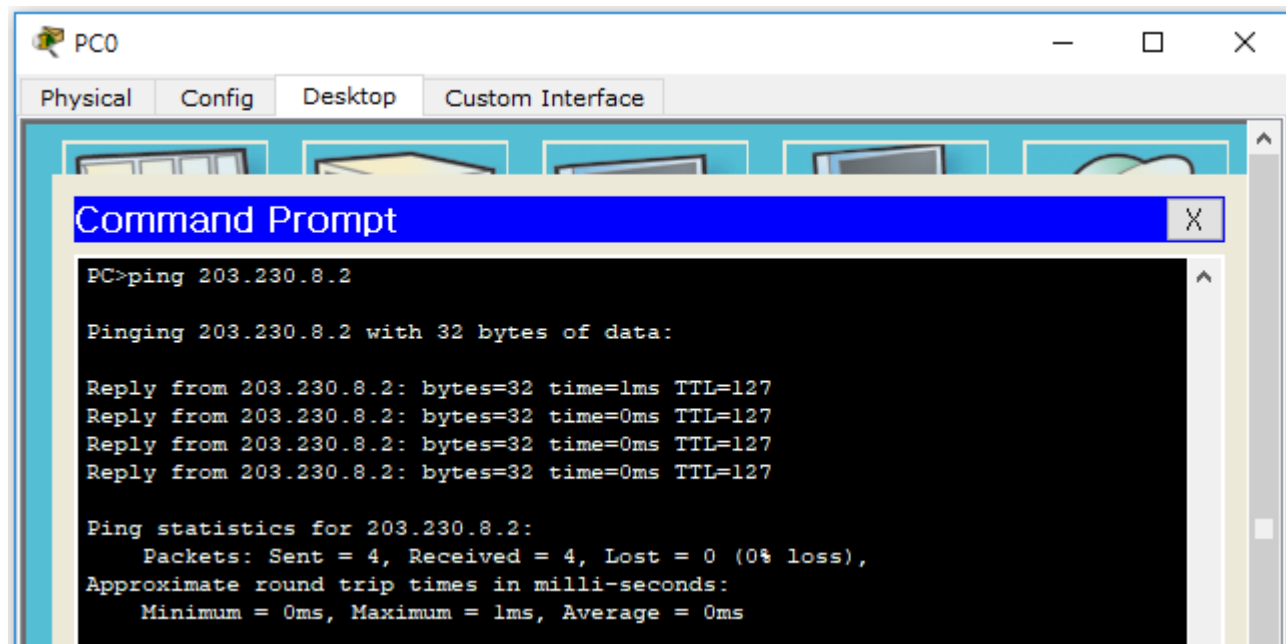 PC0
Physical Config Desktop Custom Interface
Command Prompt X
PC>ping 203.230.8.2
Pinging 203.230.8.2 with 32 bytes of data:
Reply from 203.230.8.2: bytes=32 time=1ms TTL=127
Reply from 203.230.8.2: bytes=32 time=0ms TTL=127
Reply from 203.230.8.2: bytes=32 time=0ms TTL=127
Reply from 203.230.8.2: bytes=32 time=0ms TTL=127
Ping statistics for 203.230.8.2:
Packets: Sent = 4, Received = 4, Lost = 0 (0% loss),
Approximate round trip times in milli-seconds:
Minimum = 0ms, Maximum = 1ms, Average = 0ms